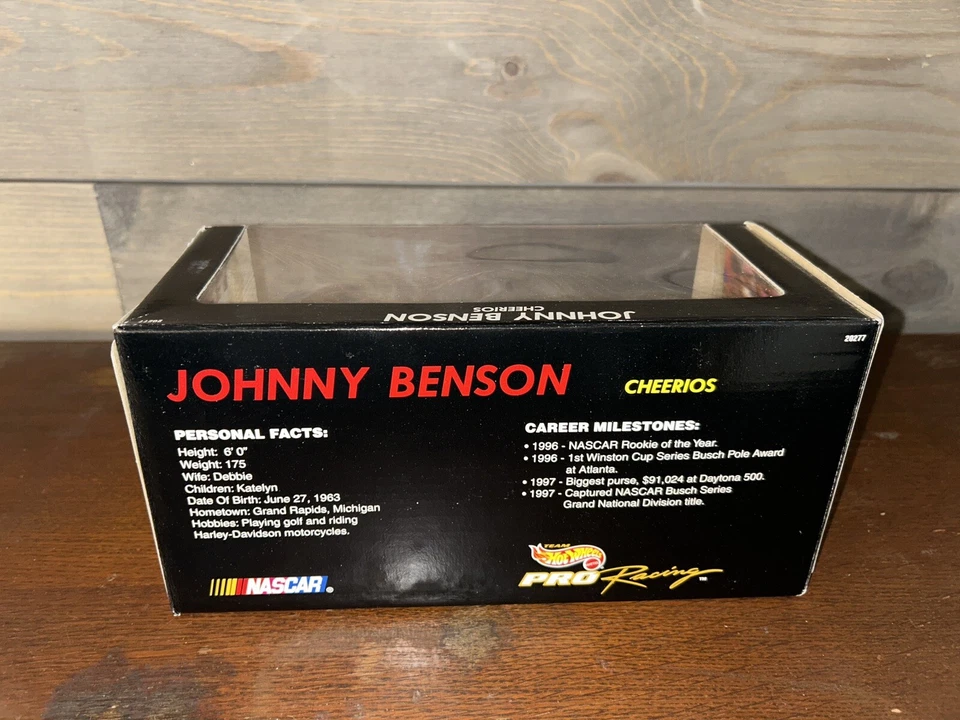 JOHNNY BENSON
CHEERIOS
20277
JOHNNY BENSON CHEERIOS
PERSONAL FACTS:
Height: 6' 0"
Weight: 175
Wife: Debbie
Children: Katelyn
Date Of Birth: June 27, 1963
Hometown: Grand Rapids, Michigan
Hobbies: Playing golf and riding
Harley-Davidson motorcycles.
CAREER MILESTONES:
• 1996 - NASCAR Rookie of the Year.
• 1996 - 1st Winston Cup Series Busch Pole Award
at Atlanta.
• 1997 - Biggest purse, $91,024 at Daytona 500.
• 1997 - Captured NASCAR Busch Series
Grand National Division title.
NASCAR®
TEAM
Hot Wheels
PRO Racing™